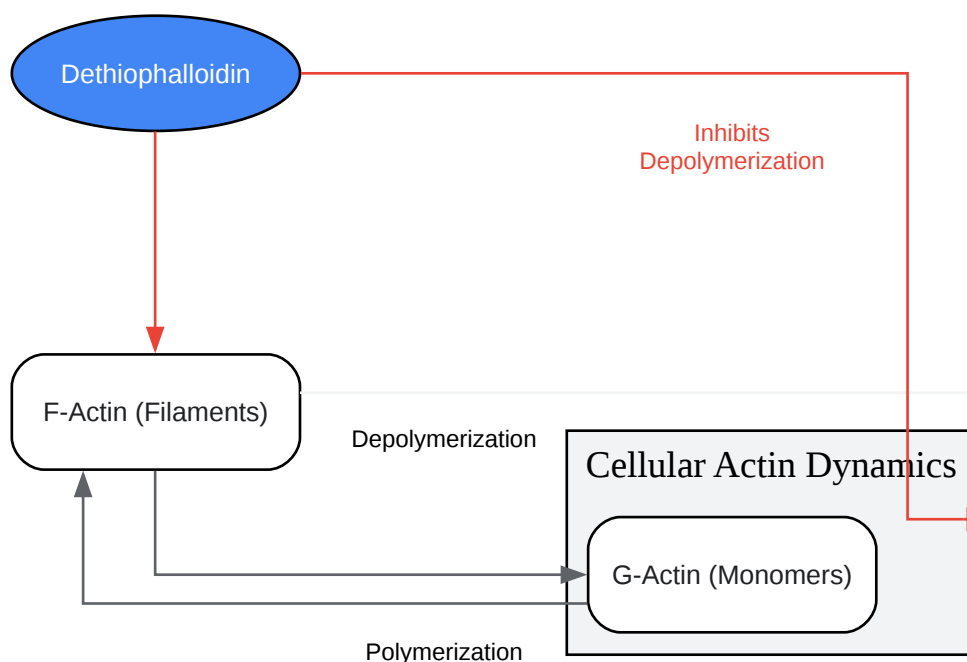 Dethiophalloidin
Inhibits
Depolymerization
F-Actin (Filaments)
Depolymerization
Cellular Actin Dynamics
G-Actin (Monomers)
Polymerization